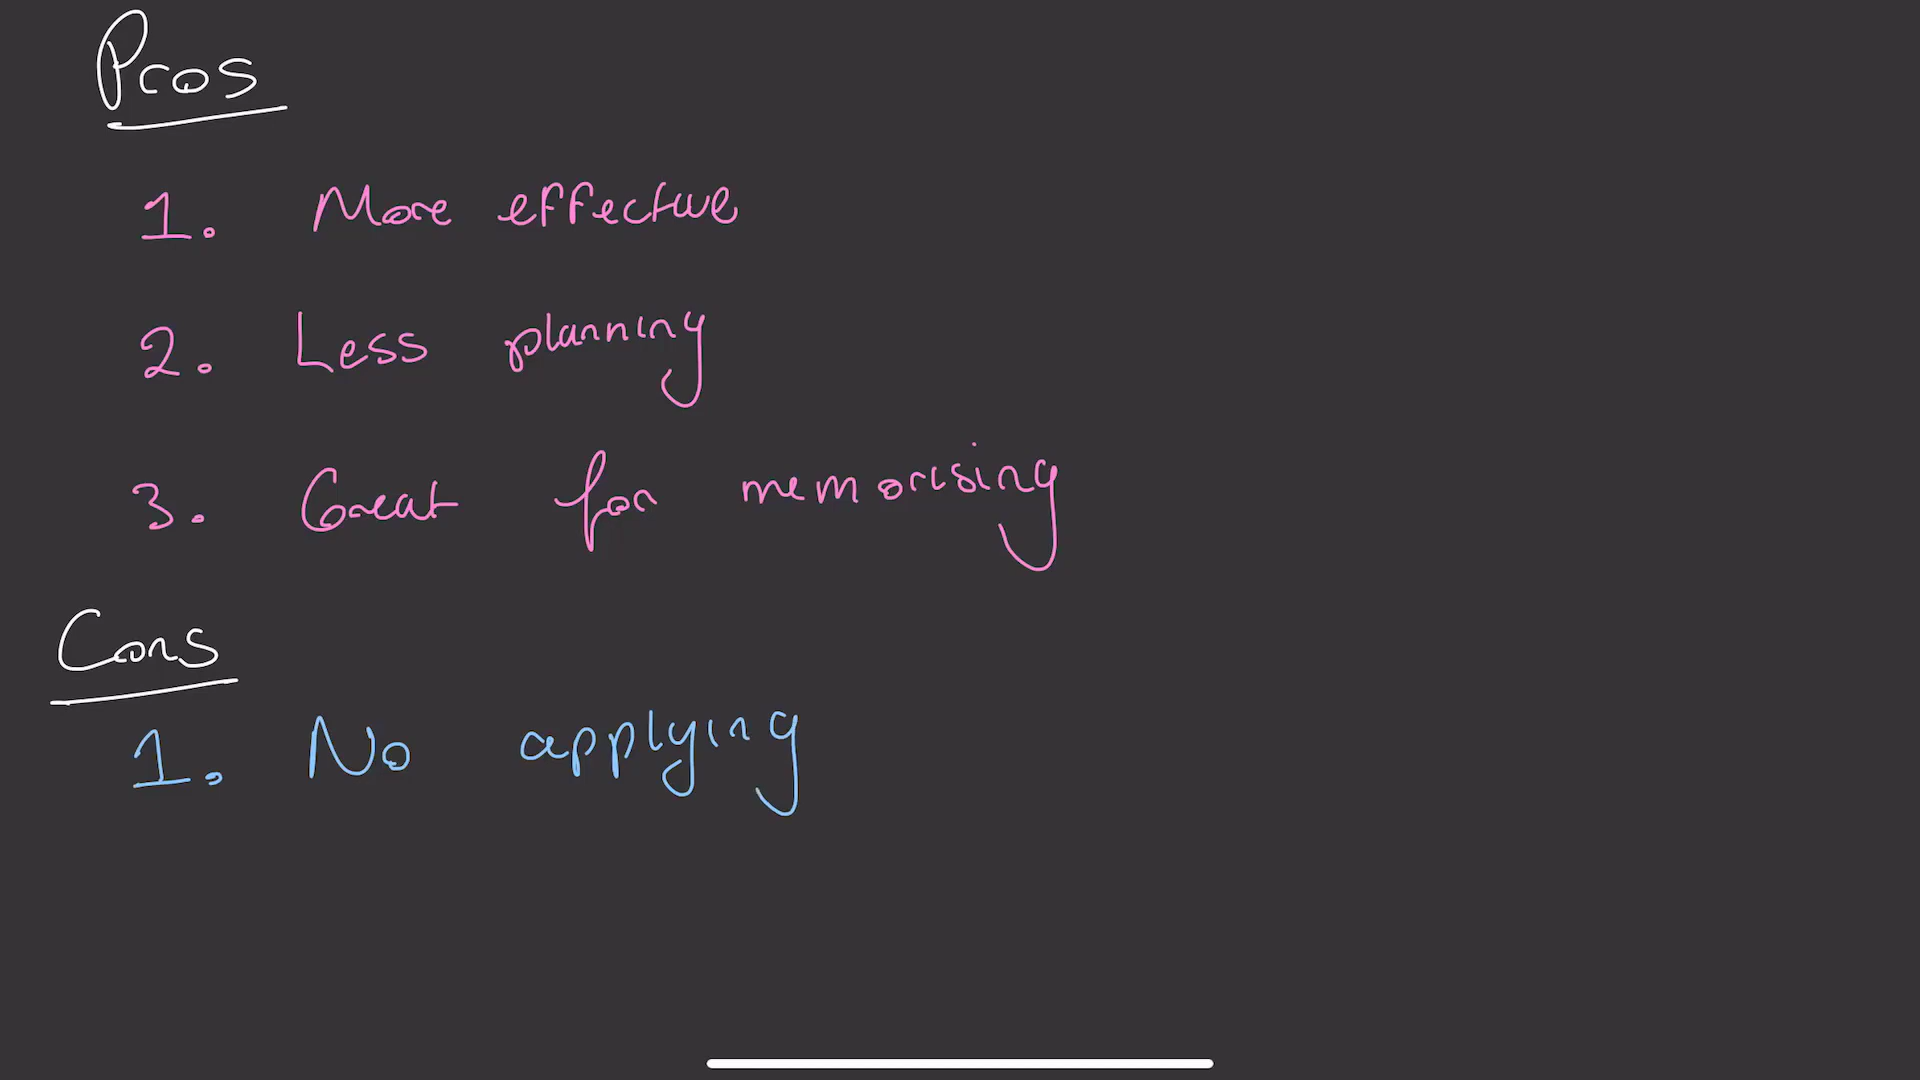 Pros
1. More effective
2. Less planning
3. Great for memorising
Cons
1. No applying